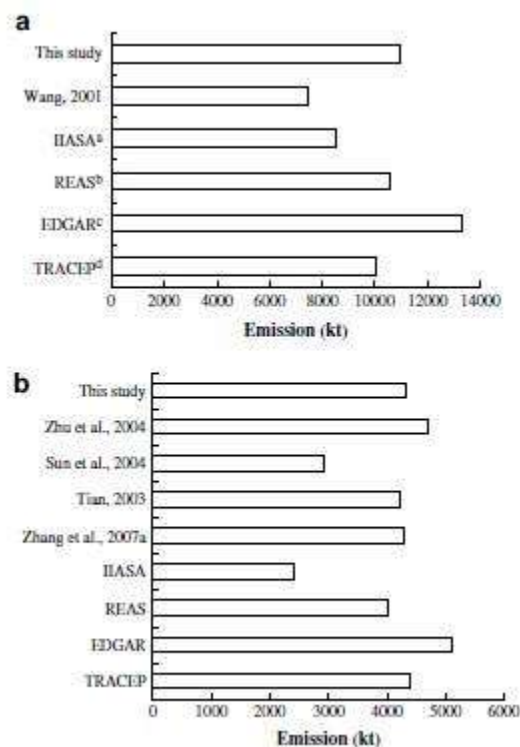 a
This study
Wang, 2001
IIASAᵃ
REASᵇ
EDGARᶜ
TRACEPᵈ
0 2000 4000 6000 8000 10000 12000 14000
Emission (kt)
b
This study
Zhu et al., 2004
Sun et al., 2004
Tian, 2003
Zhang et al., 2007a
IIASA
REAS
EDGAR
TRACEP
0 1000 2000 3000 4000 5000 6000
Emission (kt)